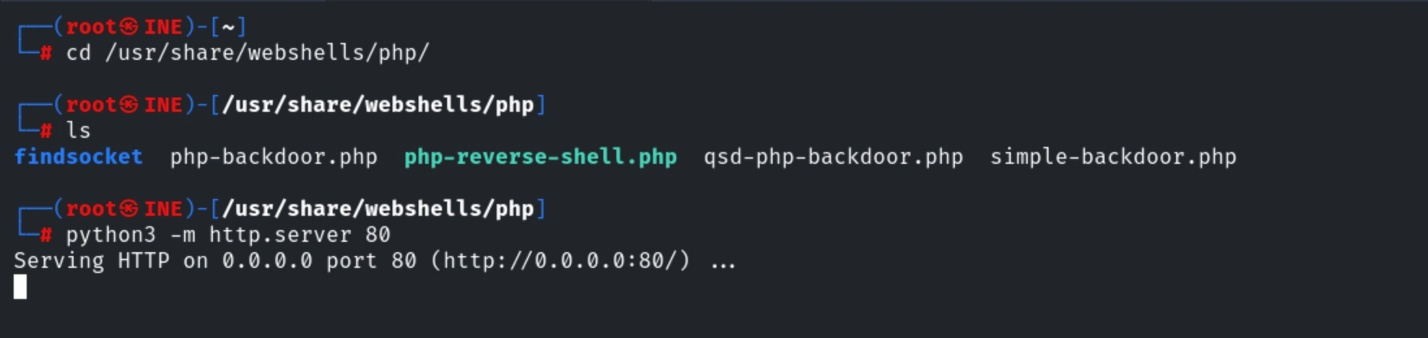 ┌──(root㉿INE)-[~]
└─# cd /usr/share/webshells/php/
┌──(root㉿INE)-[/usr/share/webshells/php]
└─# ls
findsocket  php-backdoor.php  php-reverse-shell.php  qsd-php-backdoor.php  simple-backdoor.php
┌──(root㉿INE)-[/usr/share/webshells/php]
└─# python3 -m http.server 80
Serving HTTP on 0.0.0.0 port 80 (http://0.0.0.0:80/) ...